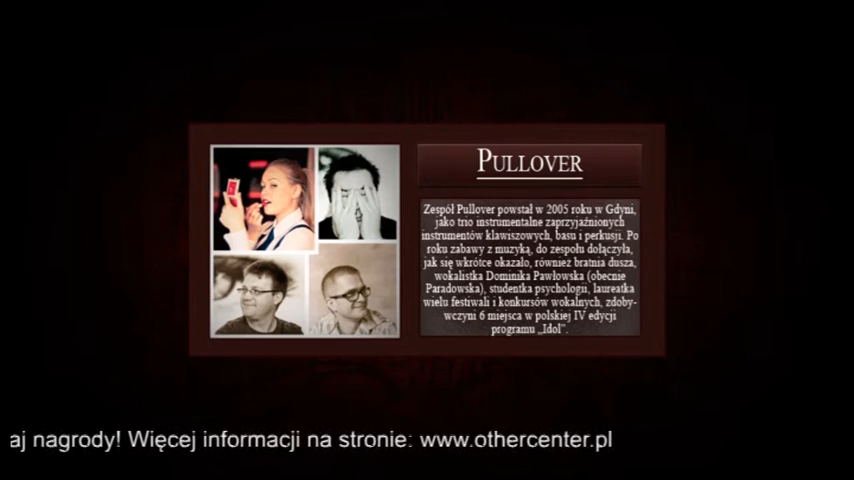 PULLOVER
Zespół Pullover powstał w 2005 roku w Gdyni,
jako trio instrumentalne zaprzyjaźnionych
instrumentów klawiszowych, basu i perkusji. Po
roku zabawy z muzyką, do zespołu dołączyła,
jak się wkrótce okazało, również bratnia dusza,
wokalistka Dominika Pawłowska (obecnie
Paradowska), studentka psychologii, laureatka
wielu festiwali i konkursów wokalnych, zdoby-
wczyni 6 miejsca w polskiej IV edycji
programu „Idol”.
aj nagrody! Więcej informacji na stronie: www.othercenter.pl